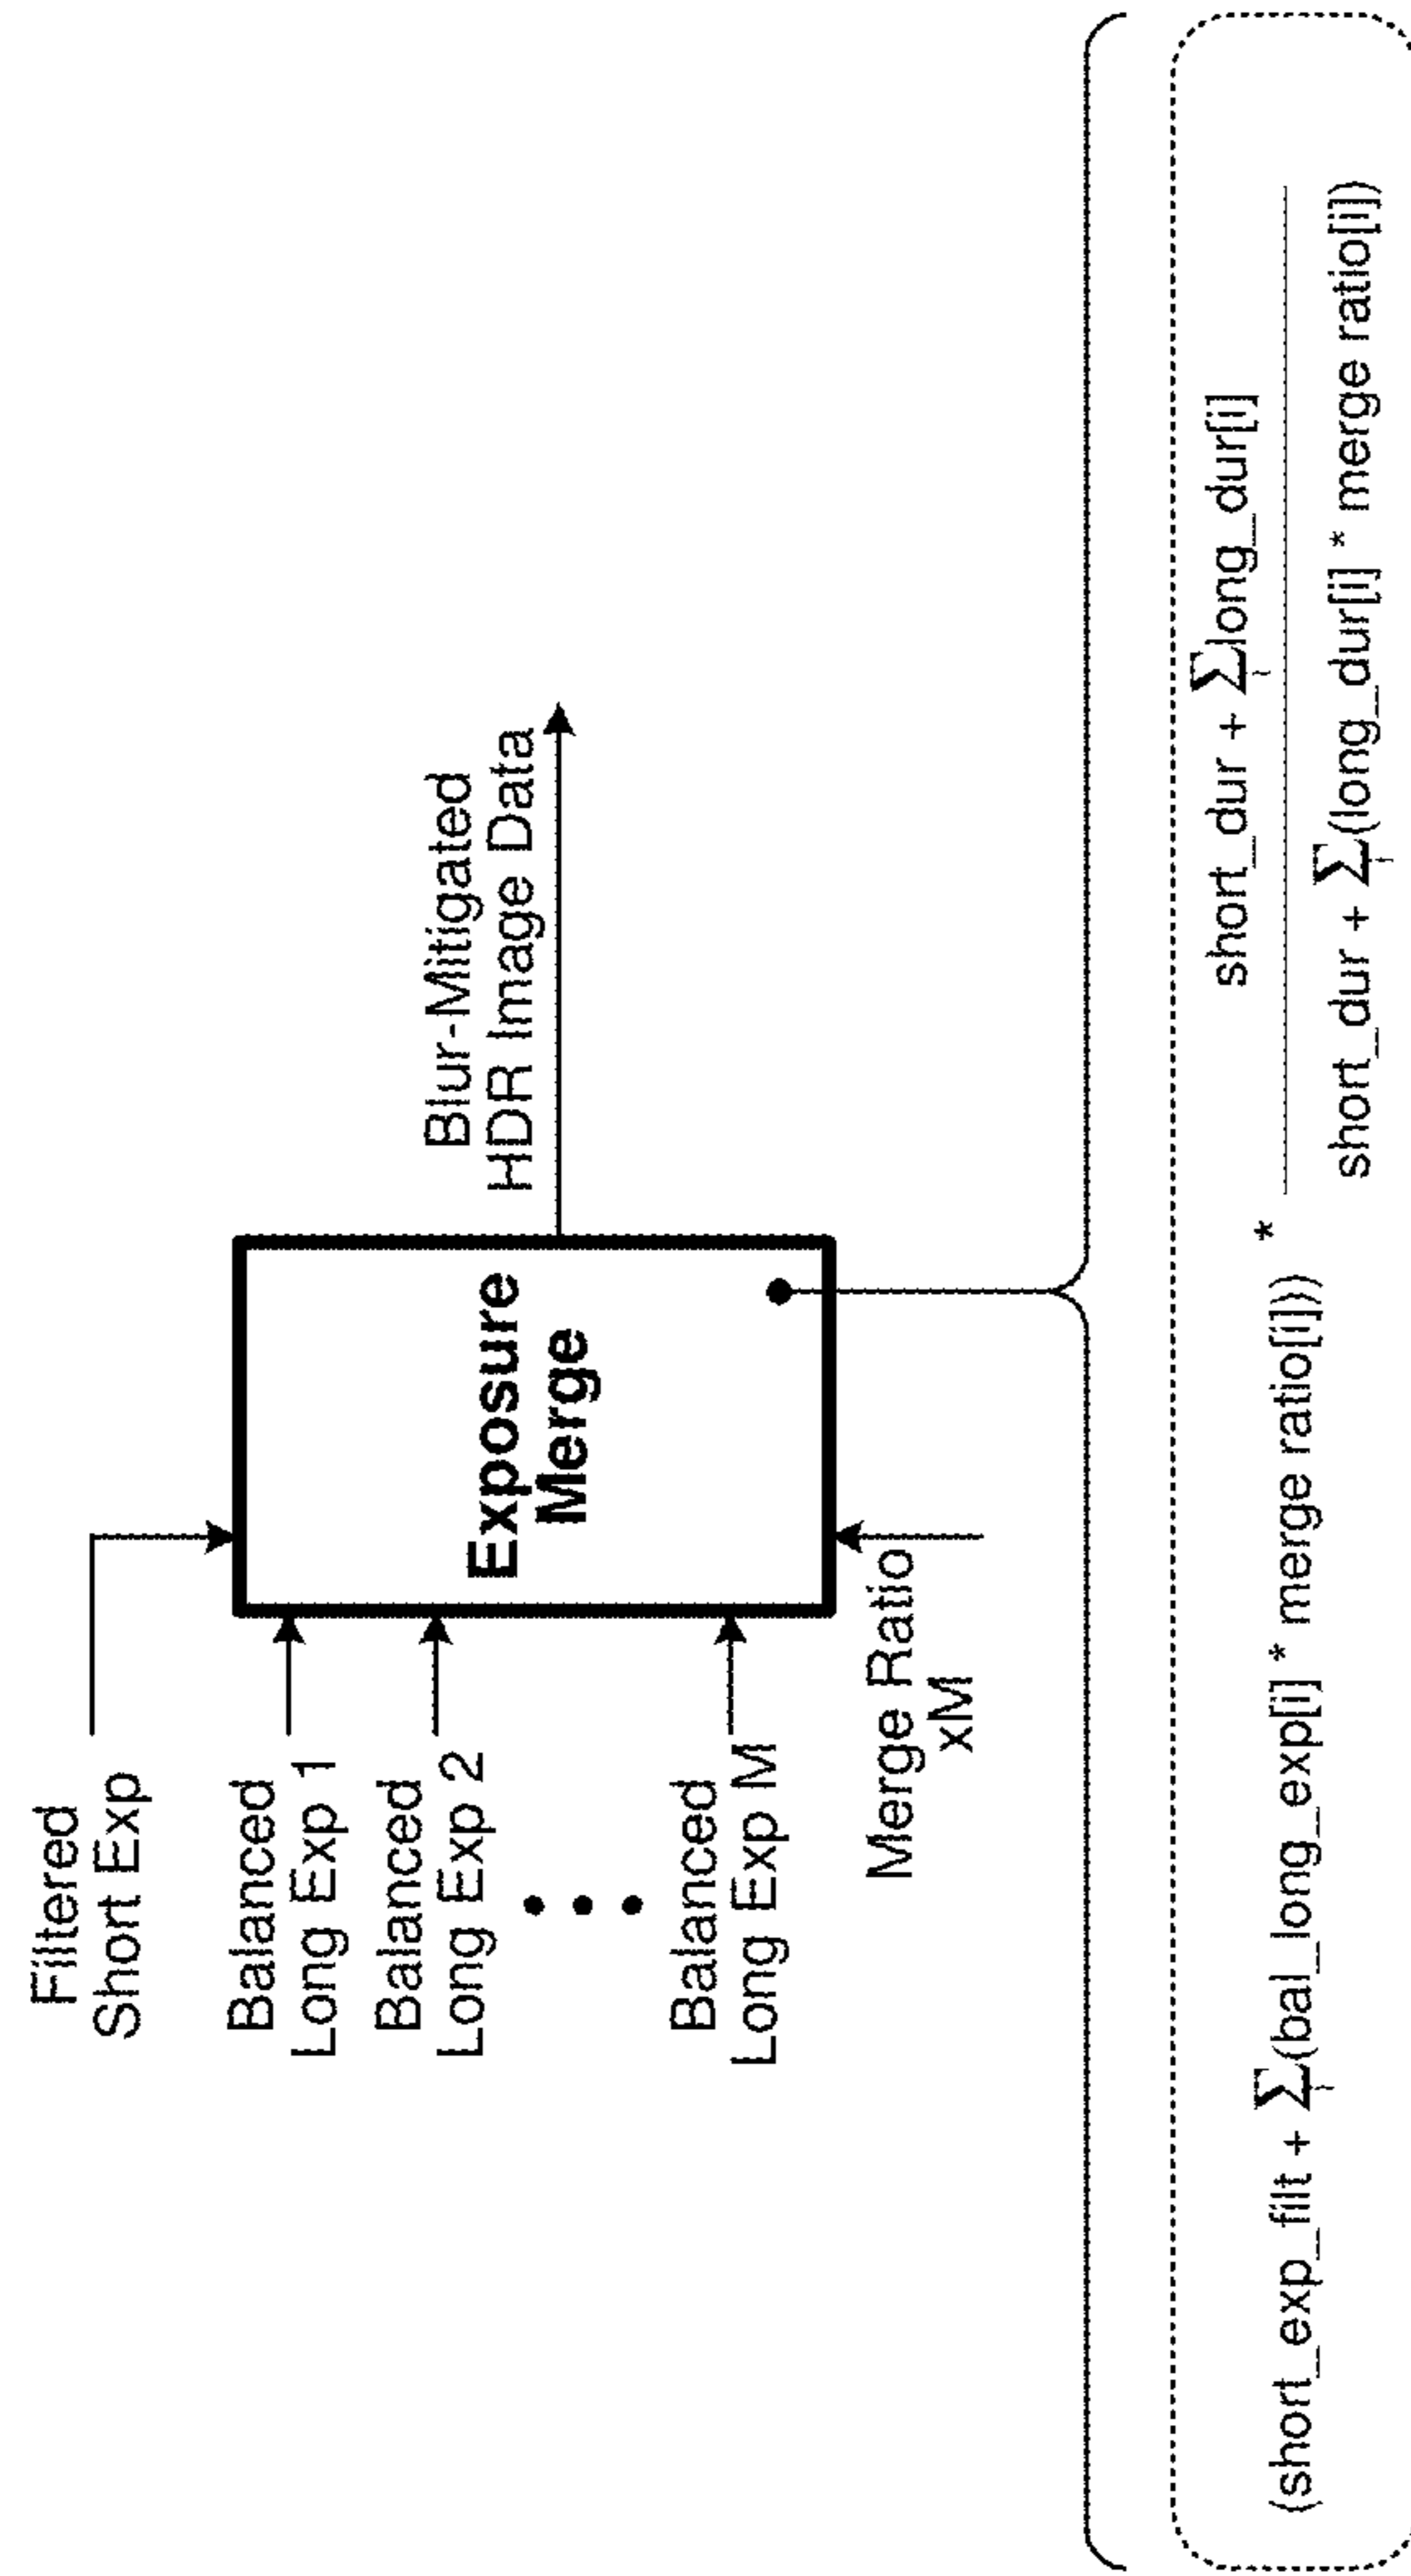 Filtered
Short Exp
Balanced
Long Exp 1
Balanced
Long Exp 2
Balanced
Long Exp M
Merge Ratio
xM
Exposure
Merge
Blur-Mitigated
HDR Image Data
(short_exp_filt + ∑i(bal_long_exp[i] * merge ratio[i])) *
short_dur + ∑i long_dur[i]
short_dur + ∑i(long_dur[i] * merge ratio[i])